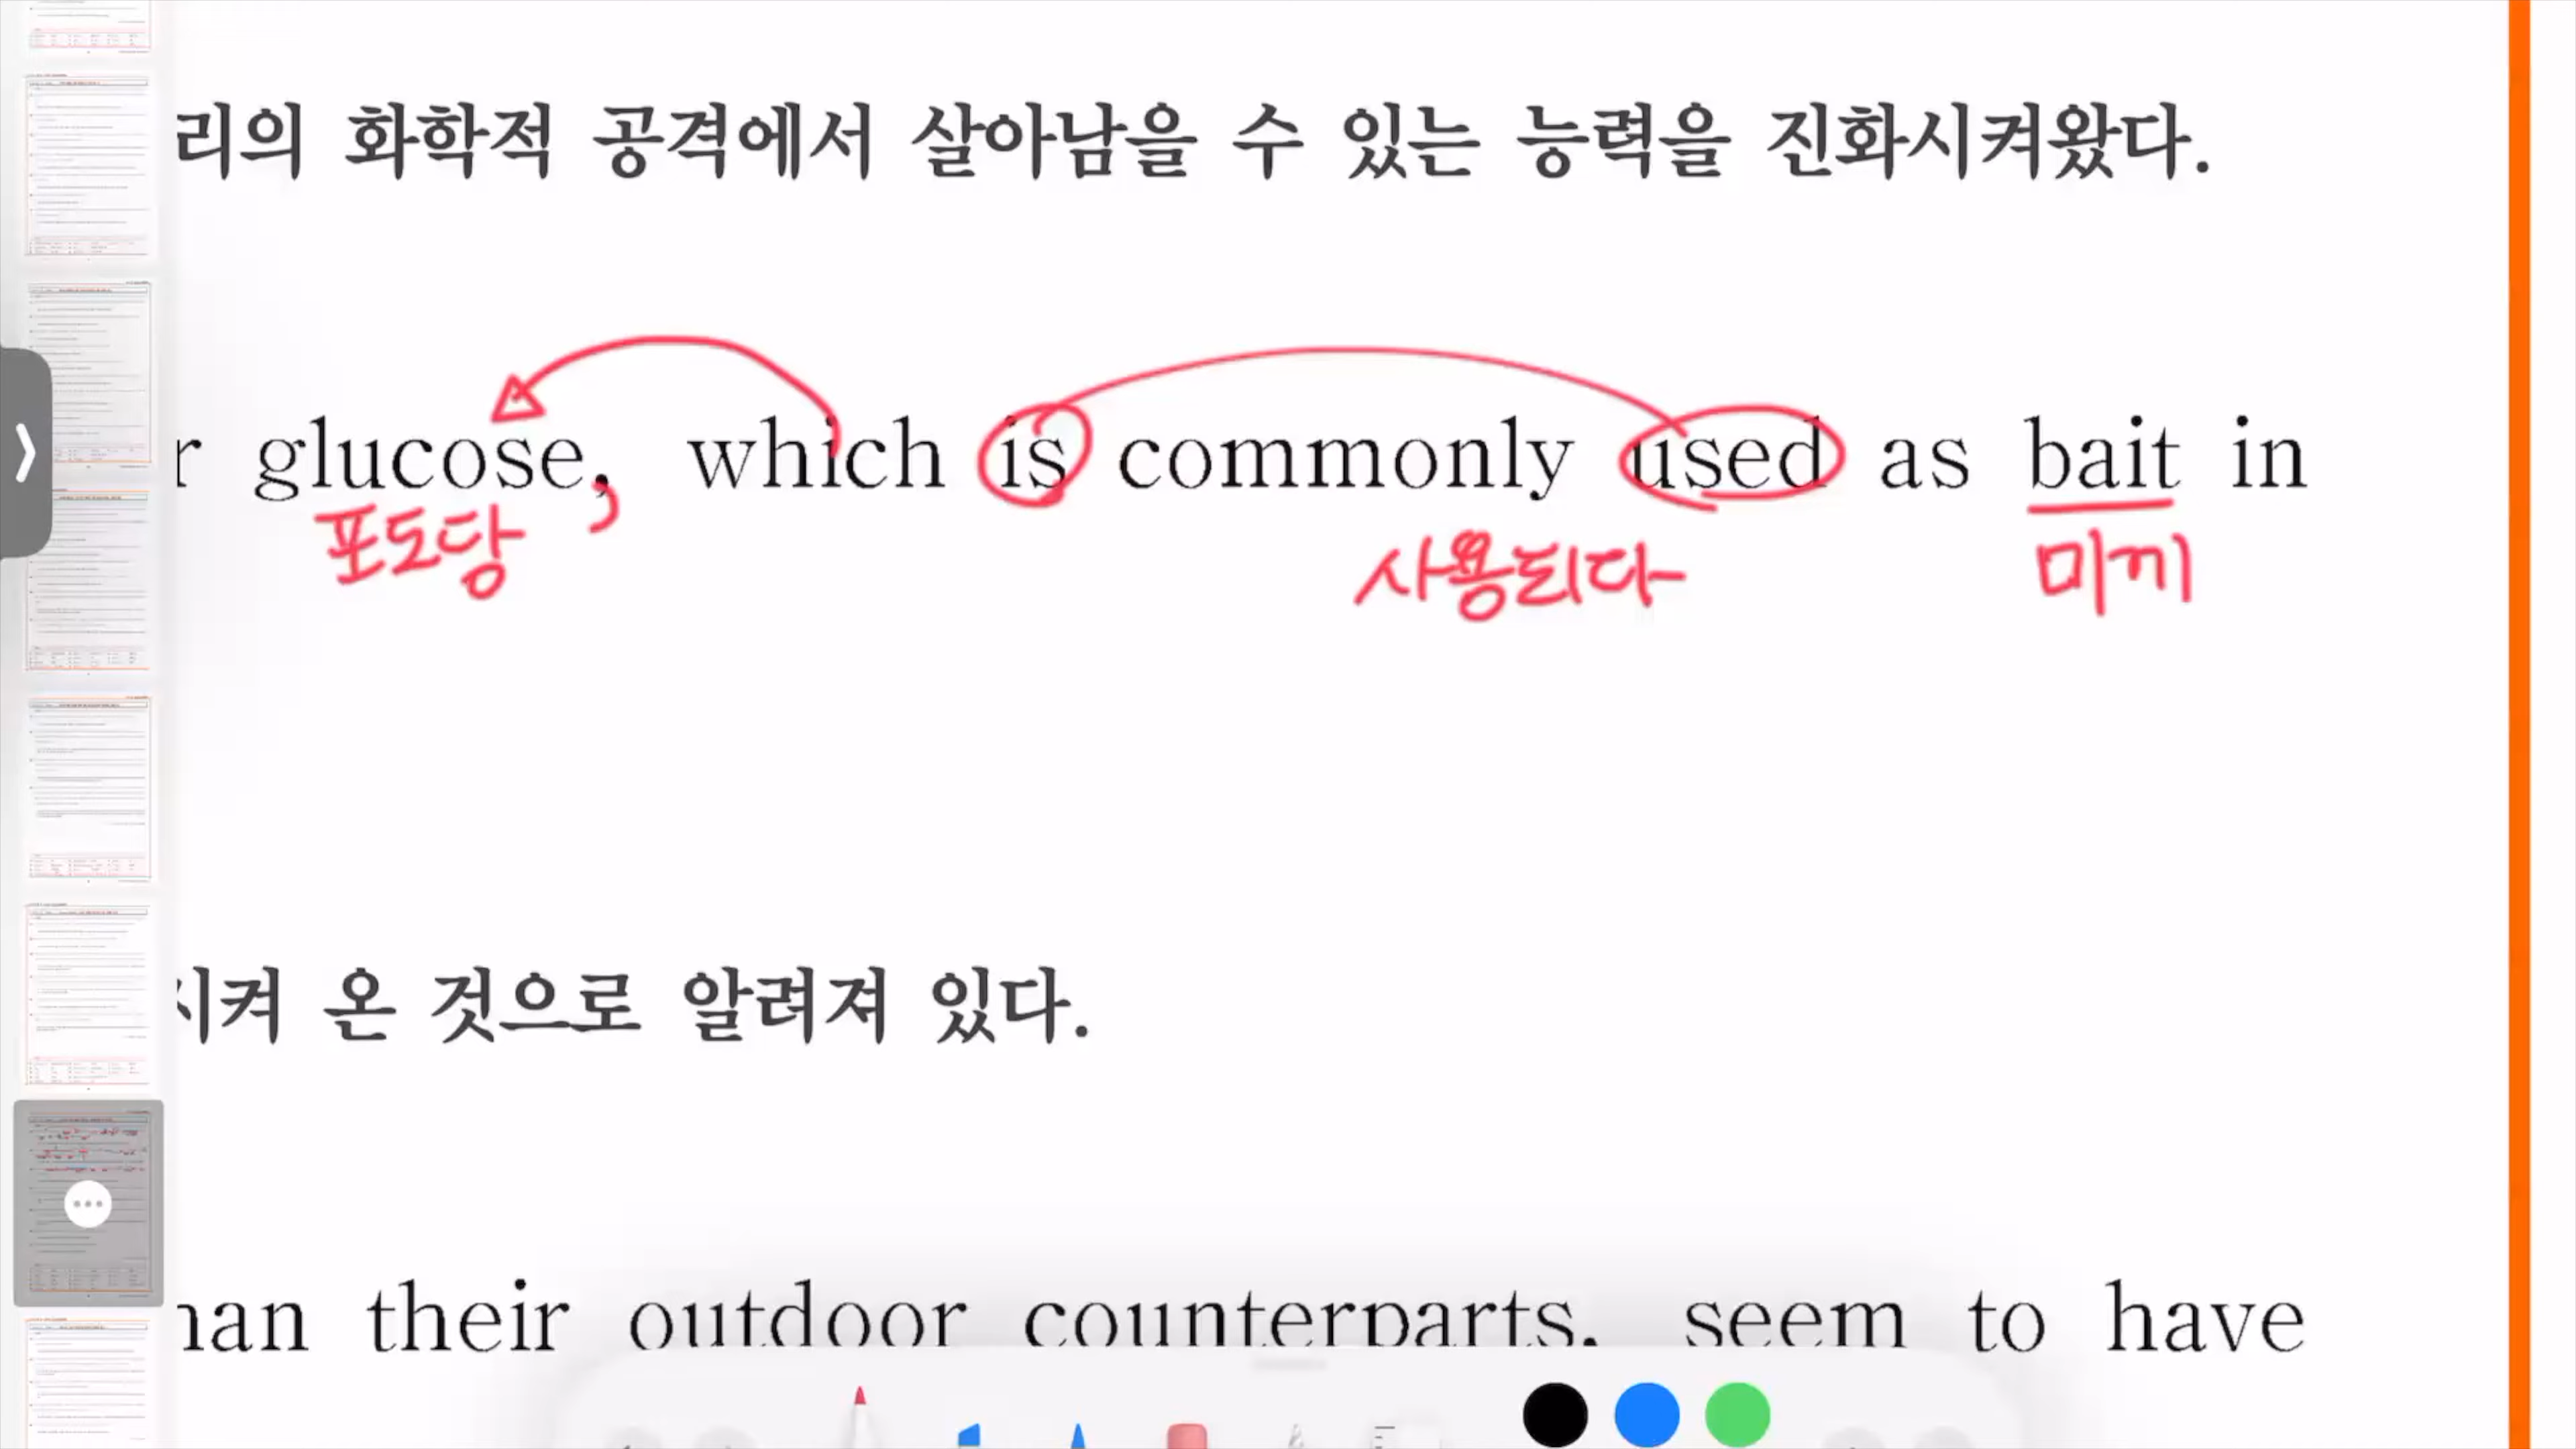 리의 화학적 공격에서 살아남을 수 있는 능력을 진화시켜왔다.
r glucose, which is commonly used as bait in
포도당 , 사용되다 미끼
시켜 온 것으로 알려져 있다.
their outdoor counterparts, seem to have